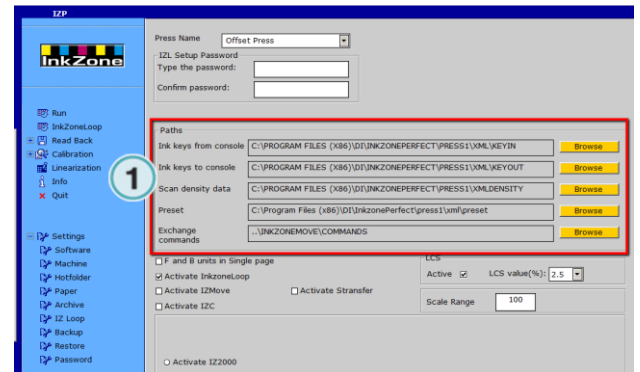 IZP
InkZone
Run
InkZoneLoop
Read Back
Calibration
Linearization
Info
Quit
Settings
Software
Machine
Hotfolder
Paper
Archive
IZ Loop
Backup
Restore
Password
Press Name Offset Press
IZL Setup Password
Type the password:
Confirm password:
1
Paths
Ink keys from console C:\PROGRAM FILES (X86)\DI\INKZONEPERFECT\PRESS1\XML\KEYIN Browse
Ink keys to console C:\PROGRAM FILES (X86)\DI\INKZONEPERFECT\PRESS1\XML\KEYOUT Browse
Scan density data C:\PROGRAM FILES (X86)\DI\INKZONEPERFECT\PRESS1\XMLDENSITY Browse
Preset C:\Program Files (x86)\DI\InkzonePerfect\press1\xml\preset Browse
Exchange
commands ..\INKZONEMOVE\COMMANDS Browse
F and B units in Single page
Activate InkzoneLoop
Activate IZMove Activate Stransfer
Activate IZC
LCS
Active LCS value(%): 2.5
Scale Range 100
Activate IZ2000